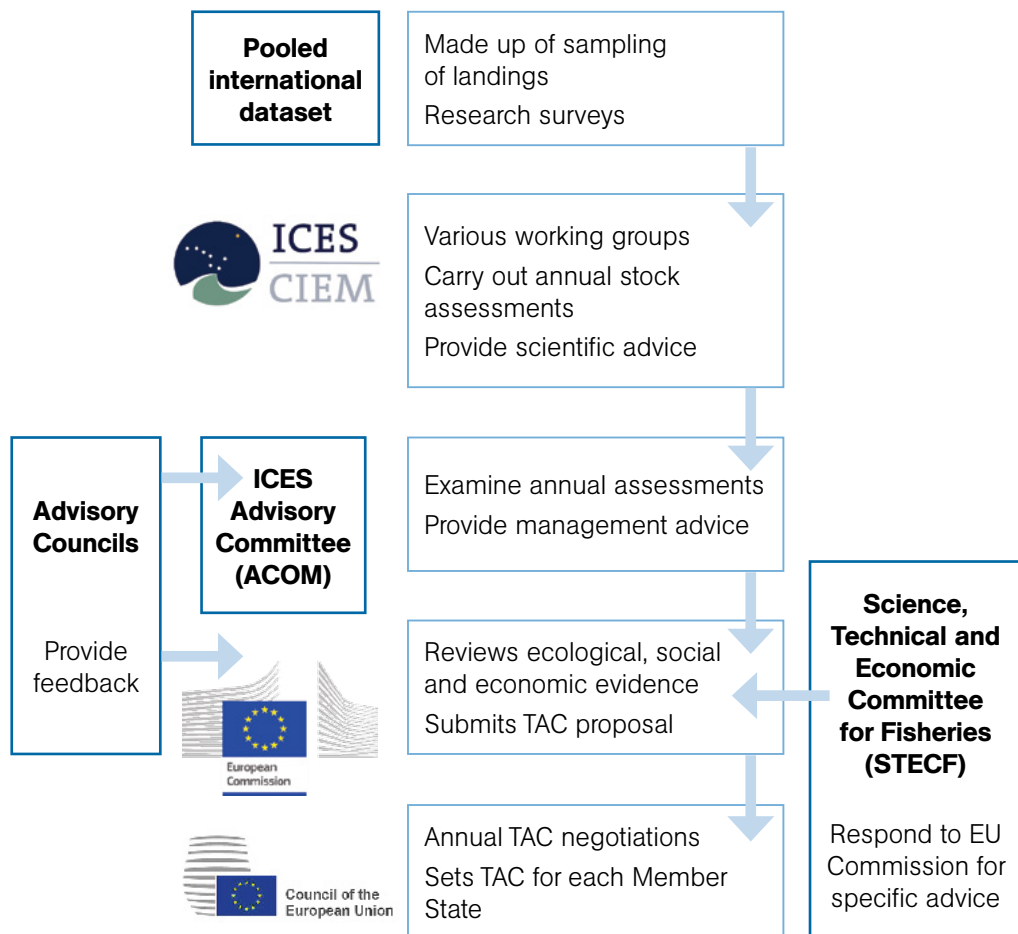 Pooled
international
dataset
Made up of sampling
of landings
Research surveys
ICES
CIEM
Various working groups
Carry out annual stock
assessments
Provide scientific advice
Advisory
Councils
Provide
feedback
ICES
Advisory
Committee
(ACOM)
Examine annual assessments
Provide management advice
European
Commission
Reviews ecological, social
and economic evidence
Submits TAC proposal
Science,
Technical and
Economic
Committee
for Fisheries
(STECF)
Respond to EU
Commission for
specific advice
Council of the
European Union
Annual TAC negotiations
Sets TAC for each Member
State